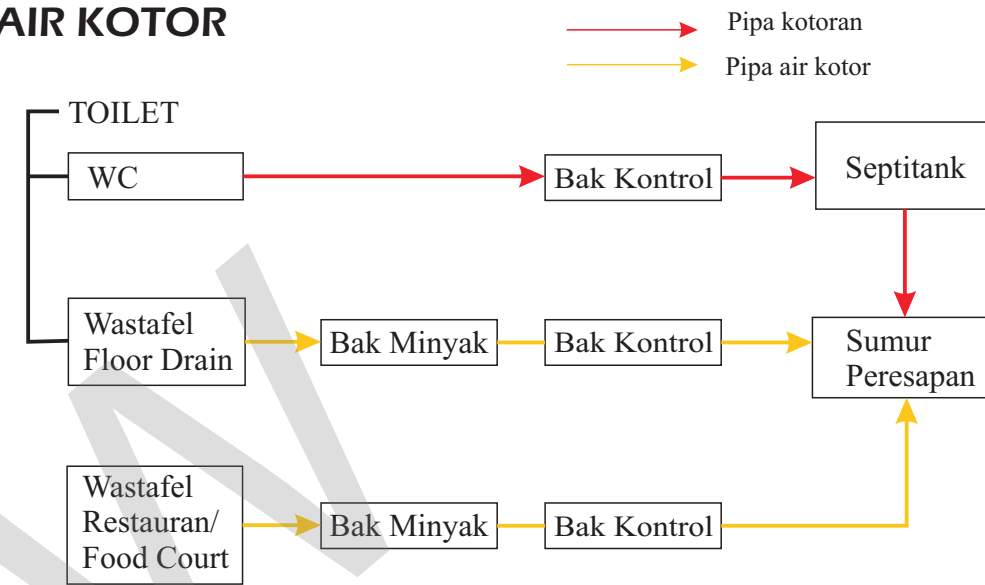 AIR KOTOR
Pipa kotoran
Pipa air kotor
TOILET
WC
Bak Kontrol
Septitank
Wastafel
Floor Drain
Bak Minyak
Bak Kontrol
Sumur
Peresapan
Wastafel
Restauran/
Food Court
Bak Minyak
Bak Kontrol